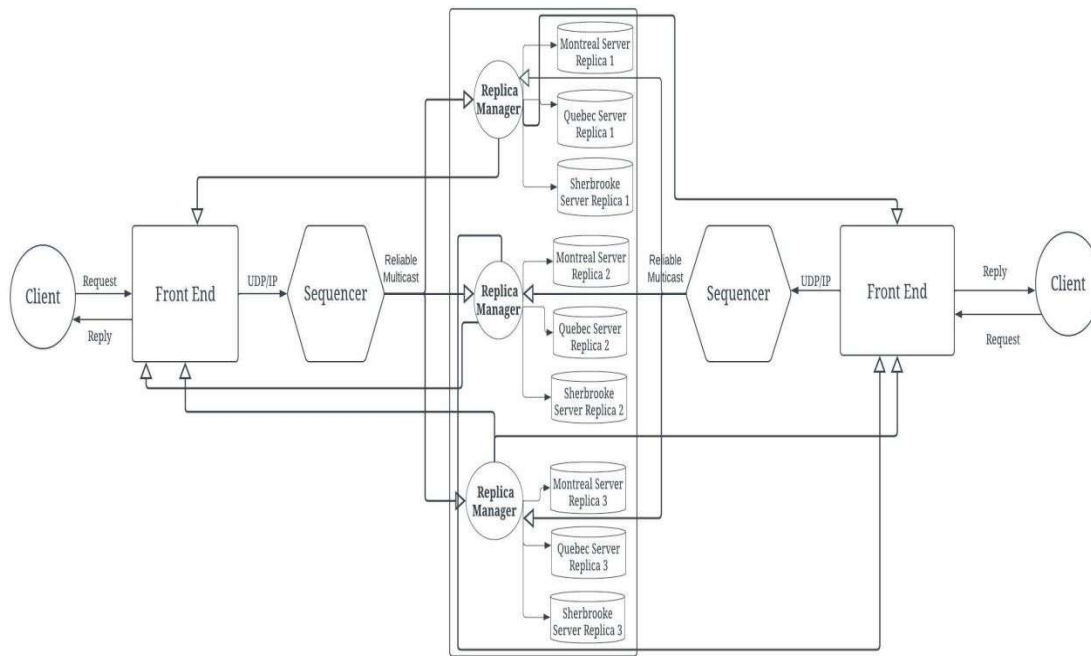 Montreal Server
Replica 1
Replica
Manager
Quebec Server
Replica 1
Sherbrooke
Server Replica 1
Client
Request
Reply
Front End
UDP/IP
Sequencer
Reliable
Multicast
Replica
Manager
Montreal Server
Replica 2
Quebec Server
Replica 2
Sherbrooke
Server Replica 2
Reliable
Multicast
Sequencer
UDP/IP
Front End
Reply
Request
Client
Replica
Manager
Montreal Server
Replica 3
Quebec Server
Replica 3
Sherbrooke
Server Replica 3